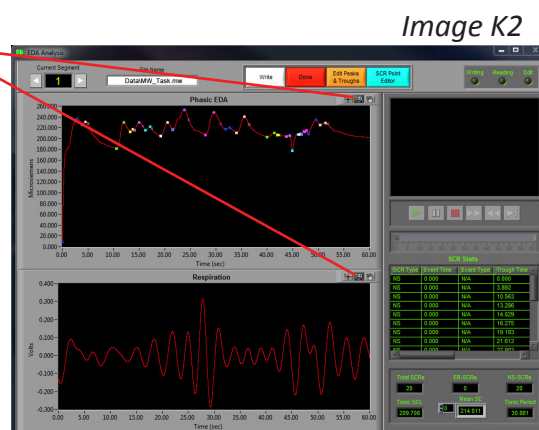 Image K2
EDA Analysis
Current Segment
1
File Name
Data\MW_Task.mw
Write
Done
Edit Peaks
& Troughs
SCR Point
Editor
Writing Reading Edit
Phasic EDA
260.000
240.000
220.000
200.000
180.000
160.000
140.000
120.000
100.000
80.000
60.000
40.000
20.000
0.000
Microsiemens
0.00 5.00 10.00 15.00 20.00 25.00 30.00 35.00 40.00 45.00 50.00 55.00 60.00
Time (sec)
Respiration
0.400
0.300
0.200
0.100
0.000
-0.100
-0.200
-0.300
Volts
0.00 5.00 10.00 15.00 20.00 25.00 30.00 35.00 40.00 45.00 50.00 55.00 60.00
Time (sec)
SCR Stats
SCR Type Event Time Event Type Trough Time
NS 0.000 N/A 0.000
NS 0.000 N/A 3.892
NS 0.000 N/A 10.563
NS 0.000 N/A 13.286
NS 0.000 N/A 14.029
NS 0.000 N/A 16.275
NS 0.000 N/A 19.193
NS 0.000 N/A 21.612
NS 0.000 N/A
Total SCRs ER-SCRs NS-SCRs
20 0 20
Tonic SCL Mean SC Tonic Period
209.708 0 214.011 30.881